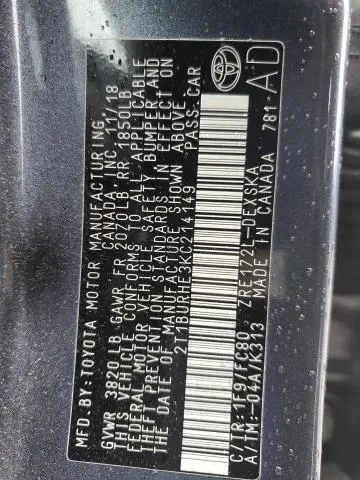 MFD.BY:TOYOTA MOTOR MANUFACTURING
CANADA INC. 11/18
GVWR 3820LB GAWR FR 2070LB RR 1850LB
THIS VEHICLE CONFORMS TO ALL APPLICABLE
FEDERAL MOTOR VEHICLE SAFETY, BUMPER AND
THEFT PREVENTION STANDARDS IN EFFECT ON
THE DATE OF MANUFACTURE SHOWN ABOVE
2T1BURHE3KC214149 PASS.CAR
C/TR:1F9/FC80 ZRE172L-DEXSKA
A/TM:-04A/K313 MADE IN CANADA 781
AD
TOYOTA